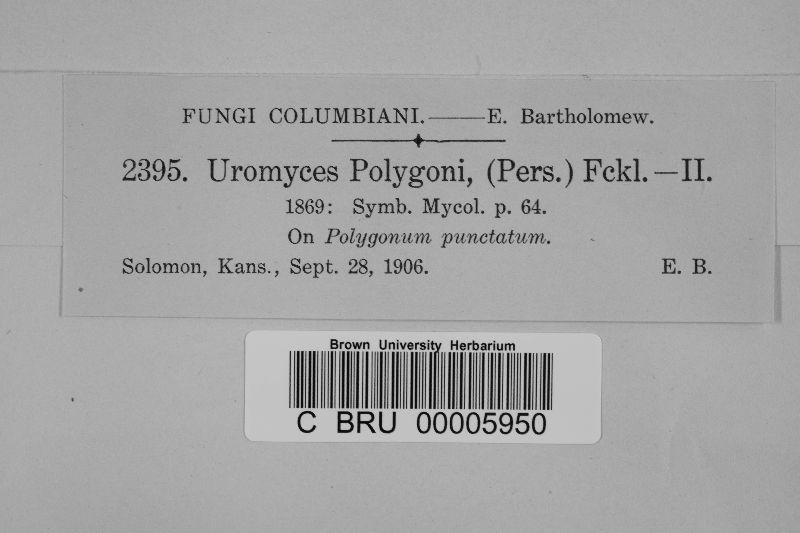 FUNGI COLUMBIANI.——E. Bartholomew.
2395. Uromyces Polygoni, (Pers.) Fckl.—II.
1869: Symb. Mycol. p. 64.
On Polygonum punctatum.
Solomon, Kans., Sept. 28, 1906. E. B.
Brown University Herbarium
C BRU 00005950